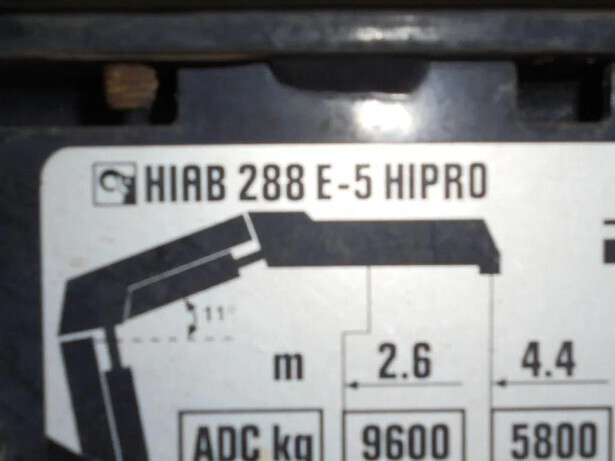 HIAB 288 E-5 HIPRO
11°
m 2.6 4.4
ADC kg 9600 5800